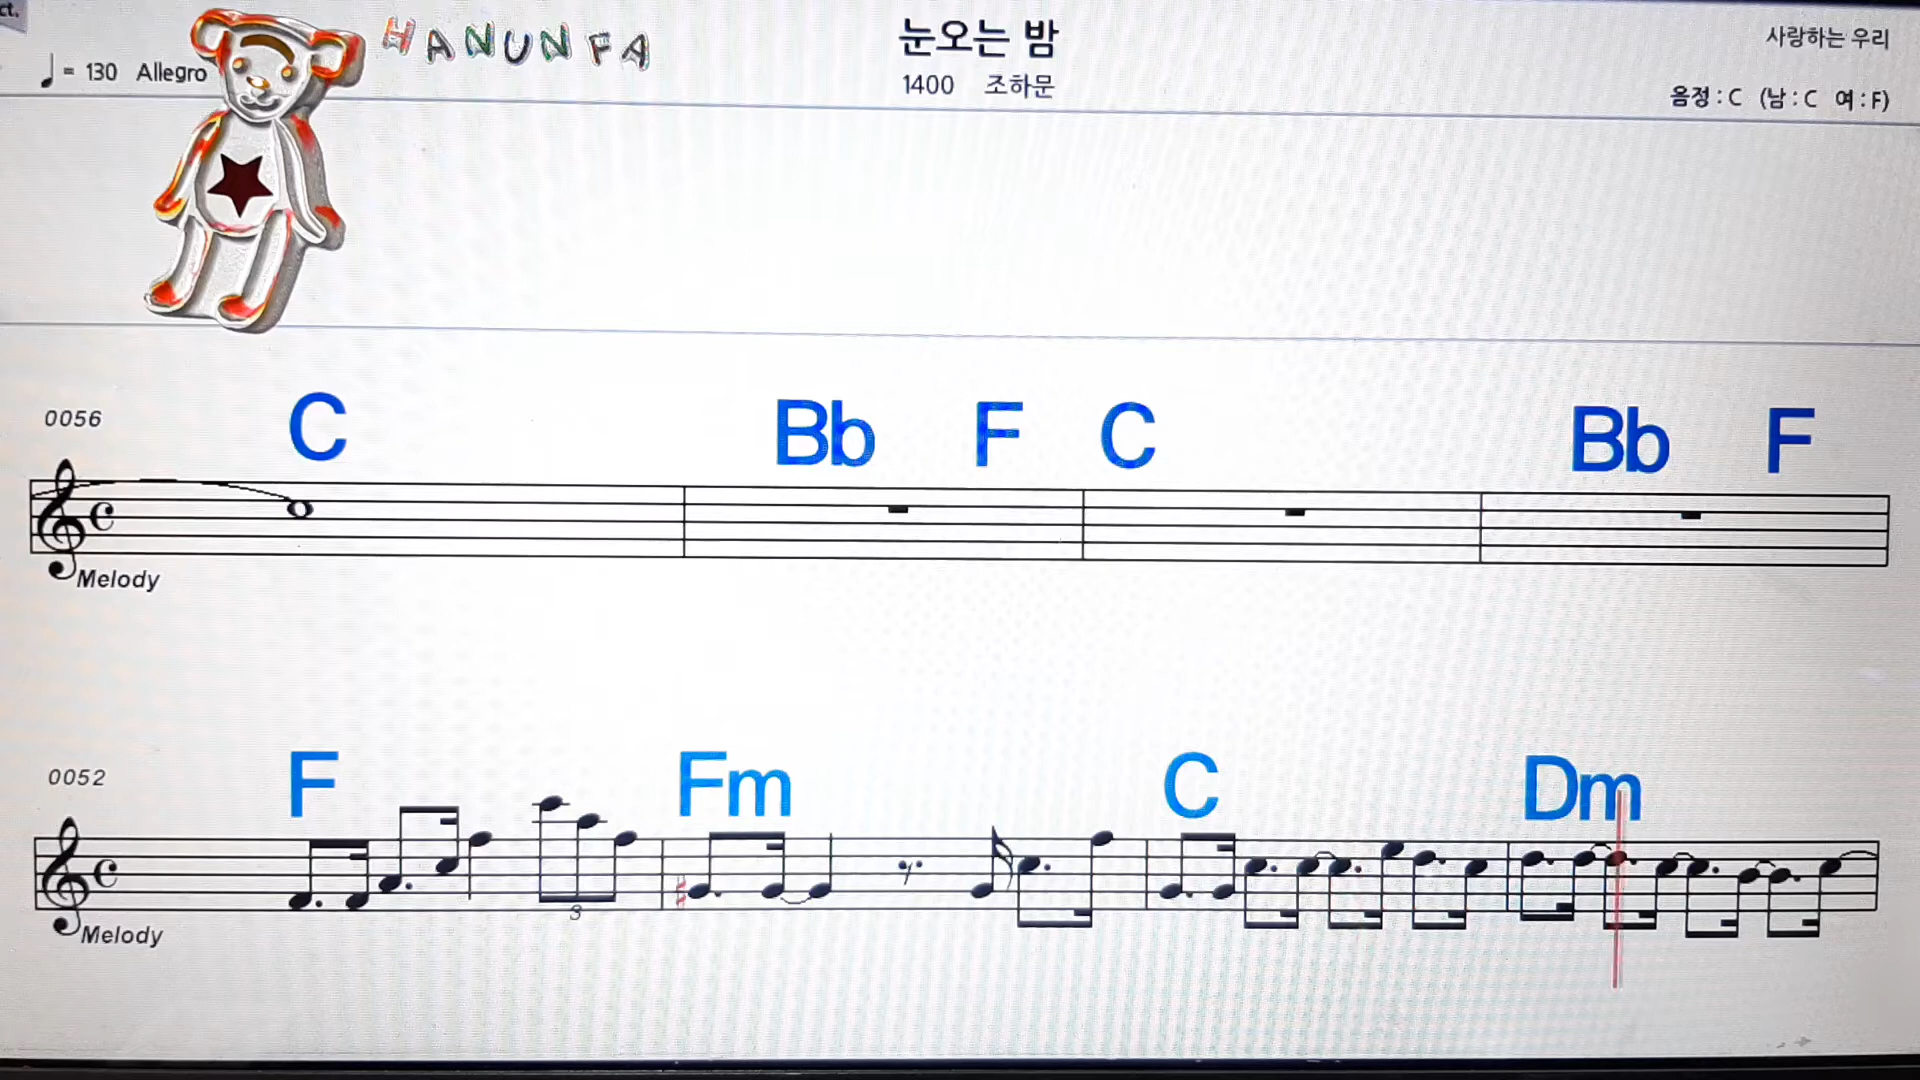 ct.
HANUNFA
눈오는 밤
사랑하는 우리
♩ = 130 Allegro
1400 조하문
음정 : C (남 : C 여 : F)
0056
C Bb F C Bb F
Melody
0052
F Fm C Dm
3
Melody